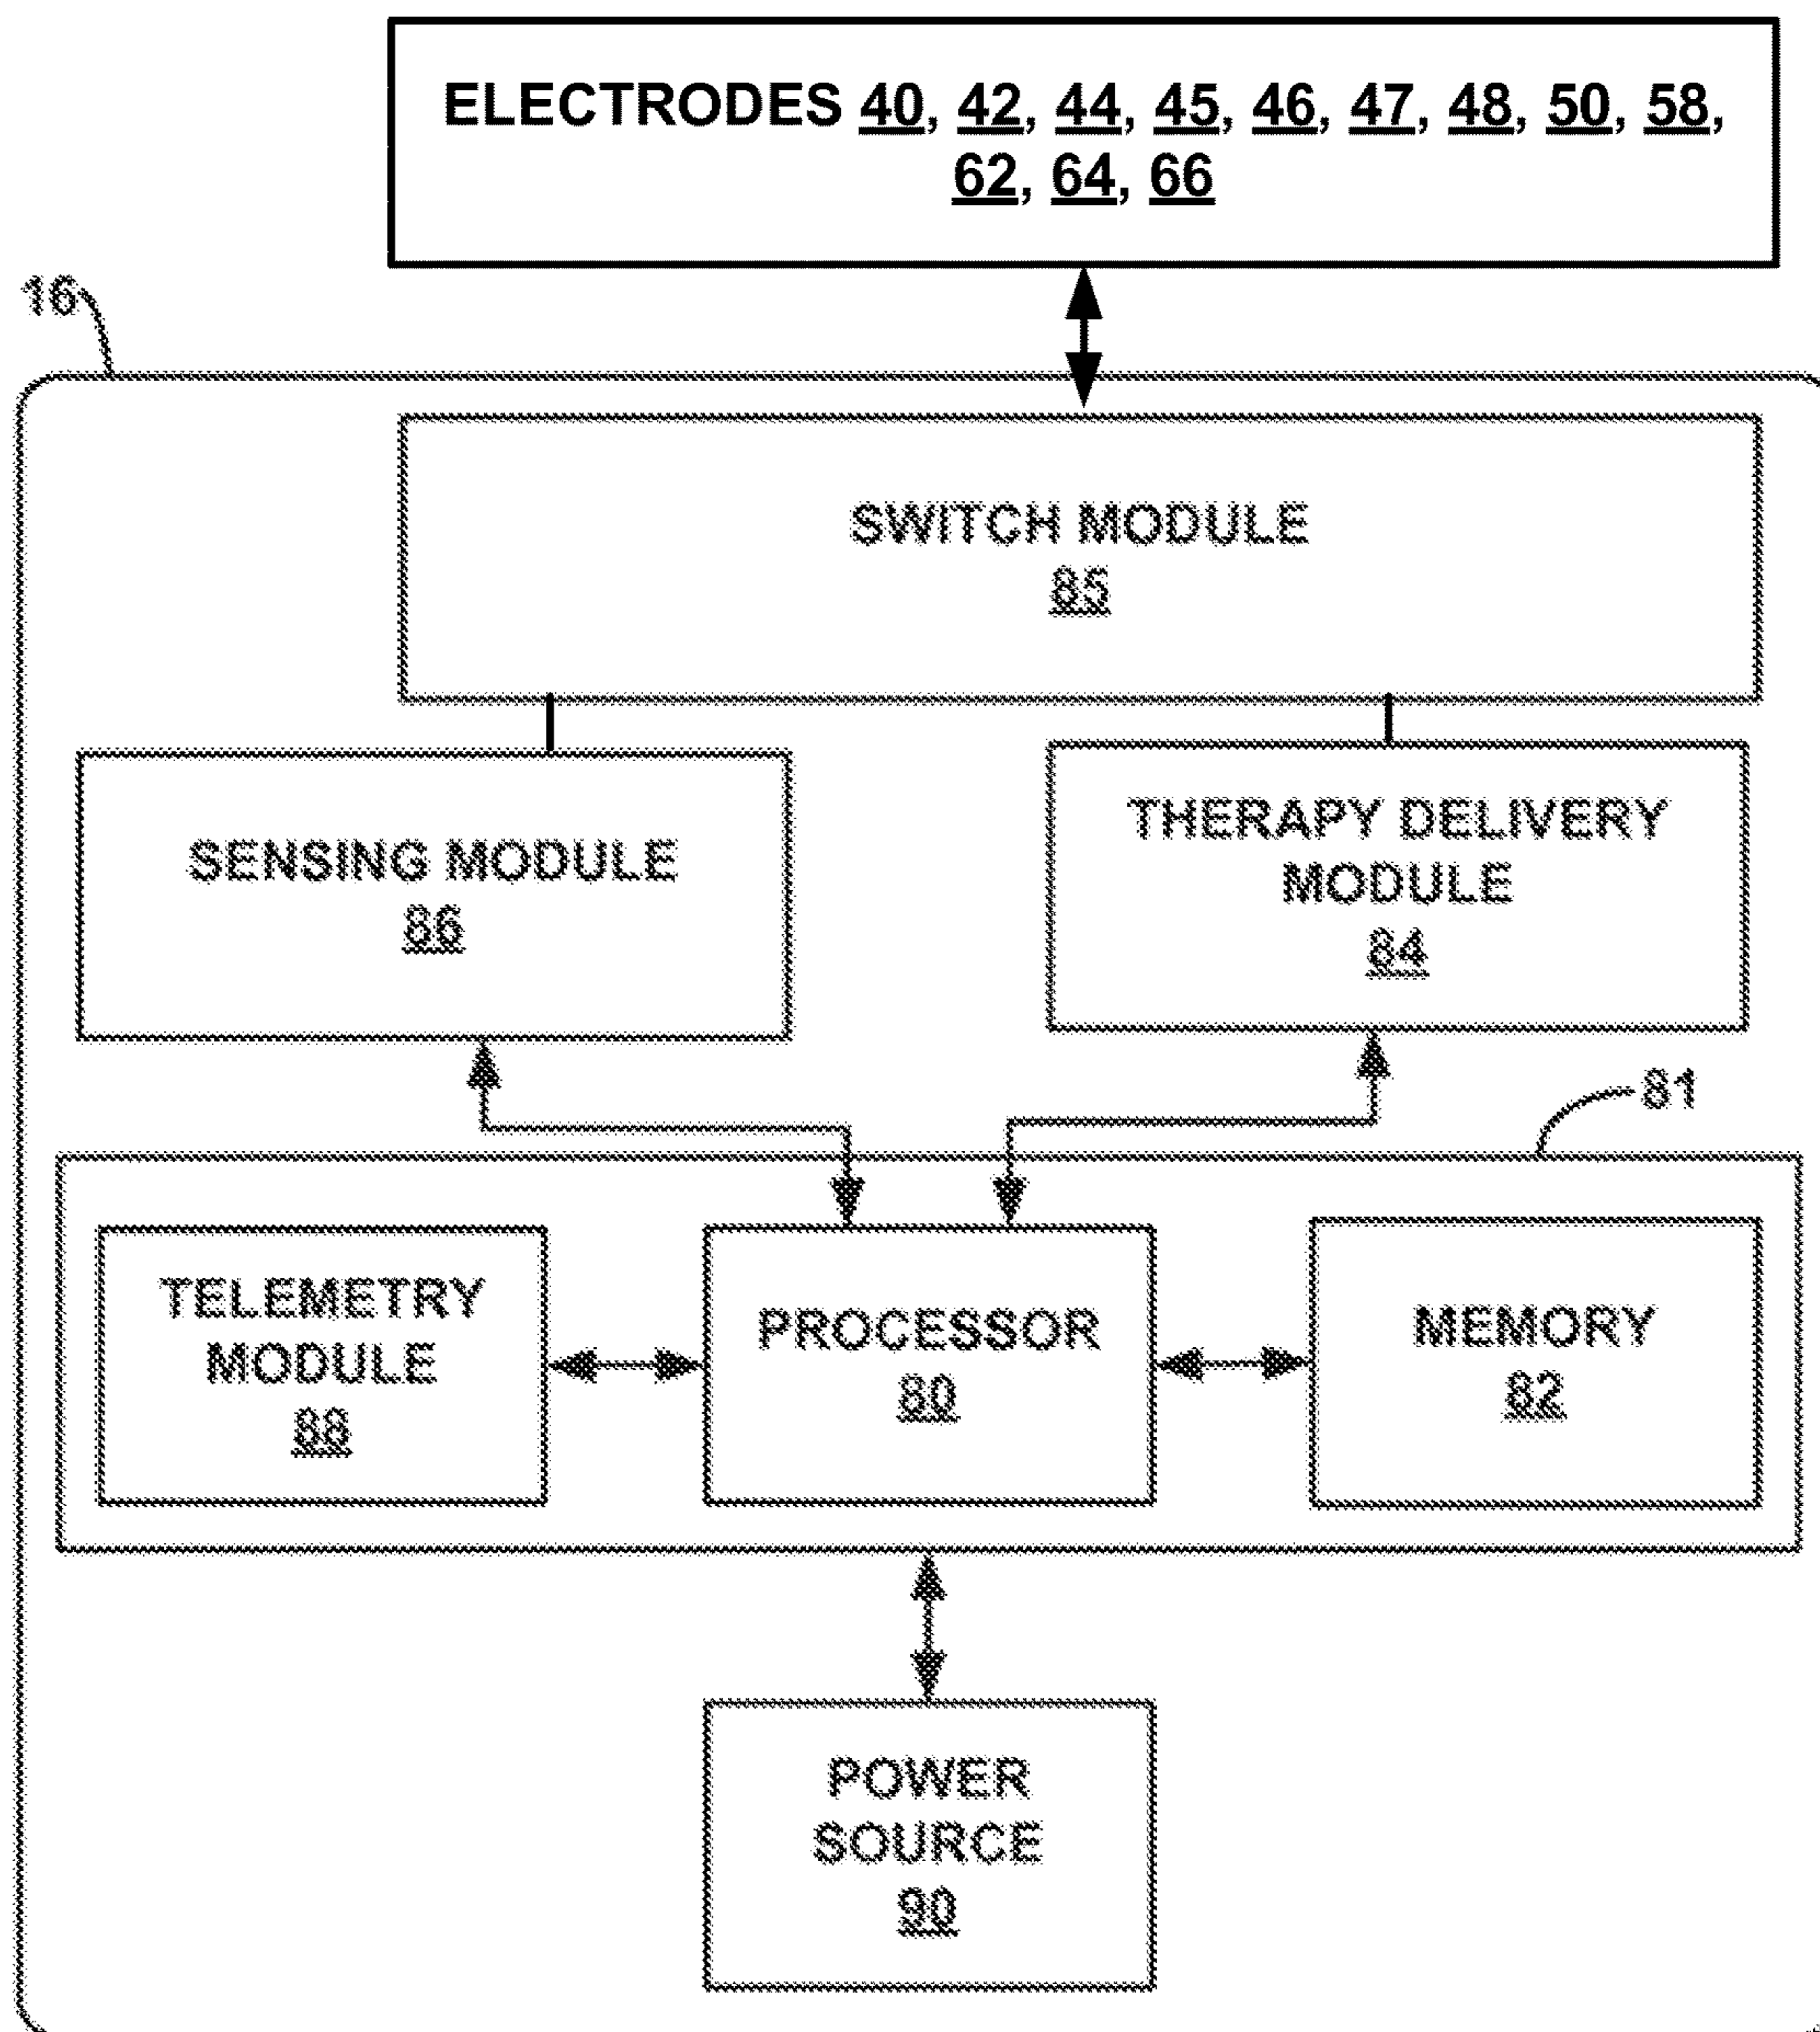 ELECTRODES 40, 42, 44, 45, 46, 47, 48, 50, 58,
62, 64, 66
16
SWITCH MODULE
85
SENSING MODULE
86
THERAPY DELIVERY
MODULE
84
81
TELEMETRY
MODULE
88
PROCESSOR
80
MEMORY
82
POWER
SOURCE
90